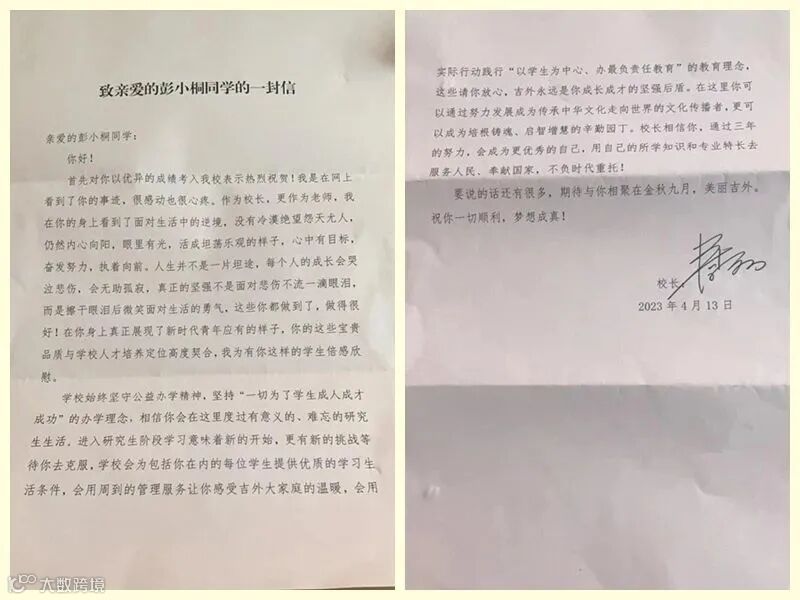 致亲爱的彭小桐同学的一封信
亲爱的彭小桐同学：
你好！
首先对你以优异的成绩考入我校表示热烈祝贺！我是在网上
看到了你的事迹，很感动也很心疼。作为校长，更作为老师，我
在你的身上看到了面对生活中的逆境，没有冷漠绝望怨天尤人，
仍然内心向阳，眼里有光，活成坦荡乐观的样子，心中有目标，
奋发努力，执着向前。人生并不是一片坦途，每个人的成长会哭
泣悲伤，会无助孤寂，真正的坚强不是面对悲伤不流一滴眼泪，
而是擦干眼泪后微笑面对生活的勇气，这些你都做到了，做得很
好！在你身上真正展现了新时代青年应有的样子，你的这些宝贵
品质与学校人才培养定位高度契合，我为有你这样的学生倍感欣
慰。
学校始终坚守公益办学精神，坚持“一切为了学生成人成才
成功”的办学理念，相信你会在这里度过有意义的、难忘的研究
生生活。进入研究生阶段学习意味着新的开始，更有新的挑战等
待你去克服，学校会为包括你在内的每位学生提供优质的学习生
活条件，会用周到的管理服务让你感受吉外大家庭的温暖，会用
实际行动践行“以学生为中心、办最负责任教育”的教育理念，
这些请你放心，吉外永远是你成长成才的坚强后盾。在这里你可
以通过努力发展成为传承中华文化走向世界的文化传播者，更可
以成为培根铸魂、启智增慧的辛勤园丁。校长相信你，通过三年
的努力，会成为更优秀的自己，用自己的所学知识和专业特长去
服务人民、奉献国家，不负时代重托！
要说的话还有很多，期待与你相聚在金秋九月，美丽吉外。
祝你一切顺利，梦想成真！
校长：
2023年4月13日
大数跨境